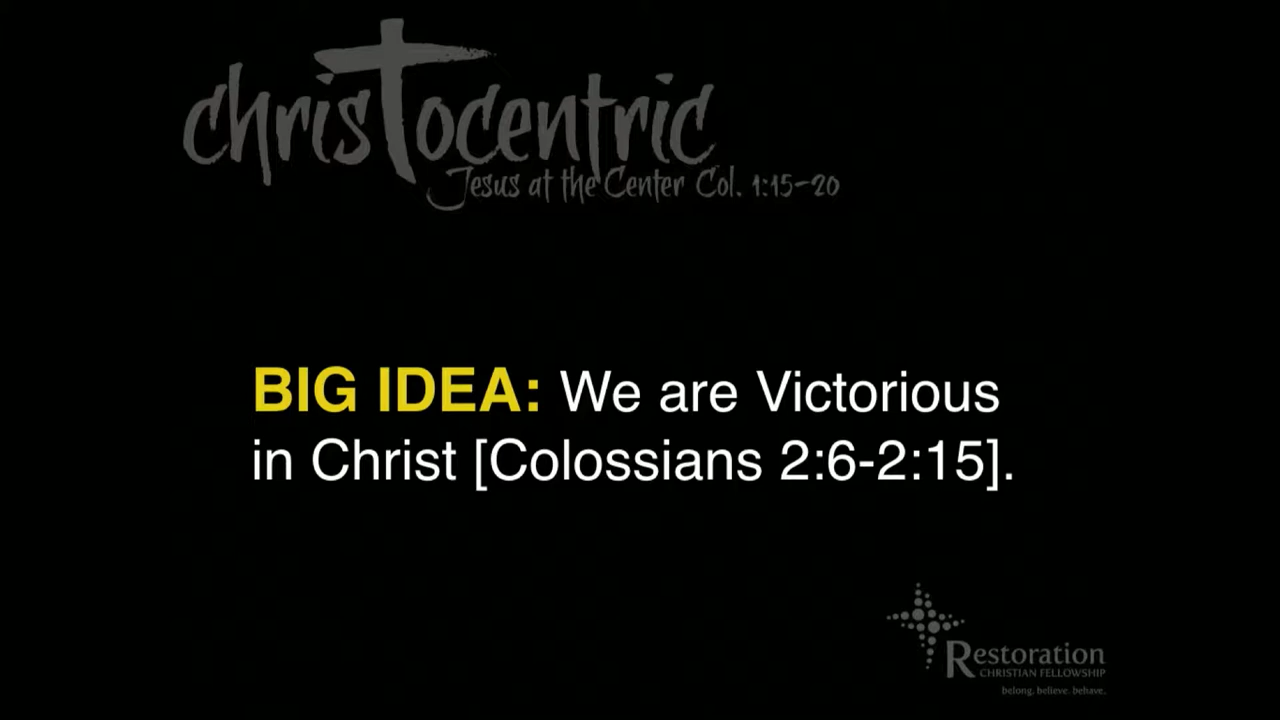 christocentric
Jesus at the Center Col. 1:15-20
BIG IDEA: We are Victorious
in Christ [Colossians 2:6-2:15].
Restoration
CHRISTIAN FELLOWSHIP
belong. believe. behave.